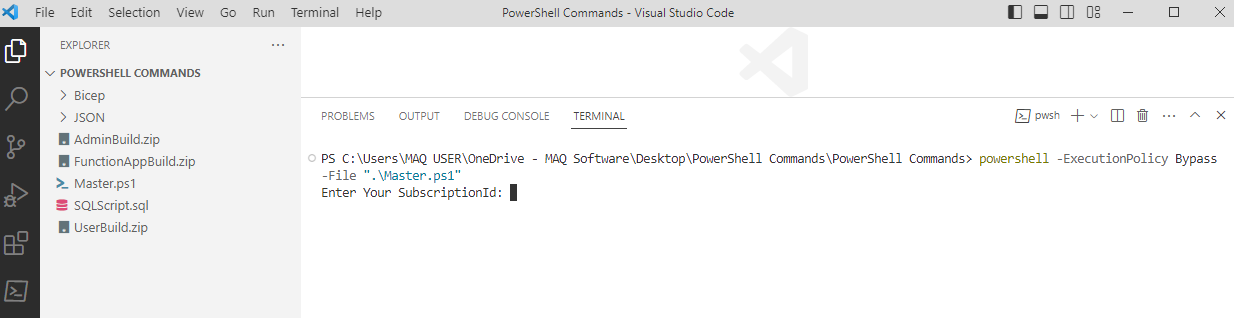 File Edit Selection View Go Run Terminal Help PowerShell Commands - Visual Studio Code
EXPLORER
POWERSHELL COMMANDS
Bicep
JSON
AdminBuild.zip
FunctionAppBuild.zip
Master.ps1
SQLScript.sql
UserBuild.zip
PROBLEMS OUTPUT DEBUG CONSOLE TERMINAL
pwsh
PS C:\Users\MAQ USER\OneDrive - MAQ Software\Desktop\PowerShell Commands\PowerShell Commands> powershell -ExecutionPolicy Bypass
-File ".\Master.ps1"
Enter Your SubscriptionId: